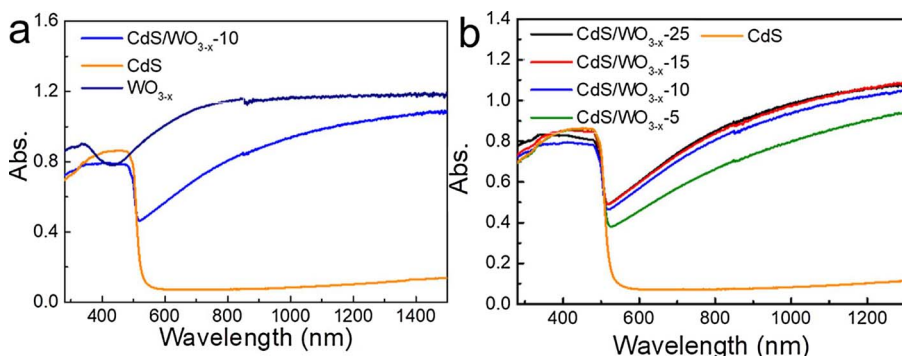 a
CdS/WO3-x-10
CdS
WO3-x
Abs.
1.6
1.2
0.8
0.4
0.0
400 600 800 1000 1200 1400
Wavelength (nm)
b
CdS/WO3-x-25 CdS
CdS/WO3-x-15
CdS/WO3-x-10
CdS/WO3-x-5
Abs.
1.4
1.2
1.0
0.8
0.6
0.4
0.2
0.0
400 600 800 1000 1200
Wavelength (nm)